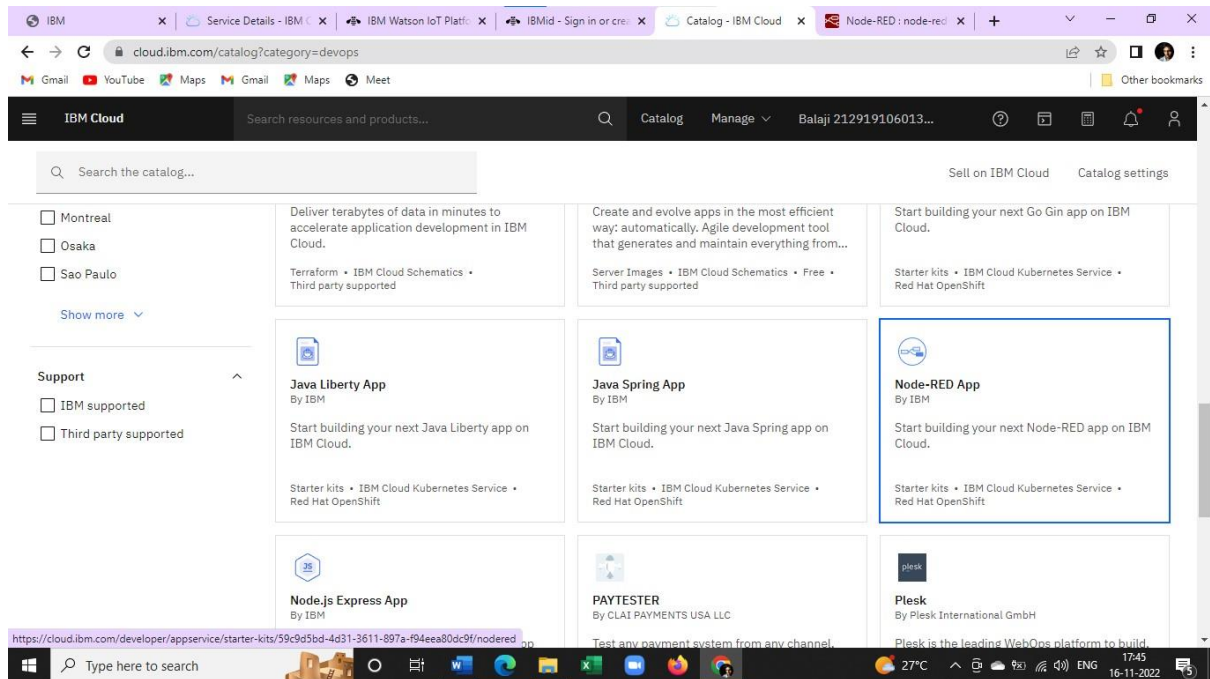 IBM
Service Details - IBM C
IBM Watson IoT Platfo
IBMid - Sign in or crea
Catalog - IBM Cloud
Node-RED : node-red
cloud.ibm.com/catalog?category=devops
Gmail
YouTube
Maps
Gmail
Maps
Meet
Other bookmarks
IBM Cloud
Search resources and products...
Catalog
Manage
Balaji 212919106013...
Search the catalog...
Sell on IBM Cloud
Catalog settings
Montreal
Osaka
Sao Paulo
Show more
Support
IBM supported
Third party supported
Deliver terabytes of data in minutes to
accelerate application development in IBM
Cloud.
Terraform • IBM Cloud Schematics •
Third party supported
Create and evolve apps in the most efficient
way: automatically. Agile development tool
that generates and maintain everything from...
Server Images • IBM Cloud Schematics • Free •
Third party supported
Start building your next Go Gin app on IBM
Cloud.
Starter kits • IBM Cloud Kubernetes Service •
Red Hat OpenShift
Java Liberty App
By IBM
Start building your next Java Liberty app on
IBM Cloud.
Starter kits • IBM Cloud Kubernetes Service •
Red Hat OpenShift
Java Spring App
By IBM
Start building your next Java Spring app on
IBM Cloud.
Starter kits • IBM Cloud Kubernetes Service •
Red Hat OpenShift
Node-RED App
By IBM
Start building your next Node-RED app on IBM
Cloud.
Starter kits • IBM Cloud Kubernetes Service •
Red Hat OpenShift
JS
Node.js Express App
By IBM
PAYTESTER
By CLAI PAYMENTS USA LLC
Test any payment system from any channel,
plesk
Plesk
By Plesk International GmbH
Plesk is the leading WebOps platform to build,
https://cloud.ibm.com/developer/appservice/starter-kits/59c9d5bd-4d31-3611-897a-f94eea80dc9f/nodered
Type here to search
27°C
ENG
17:45
16-11-2022
5